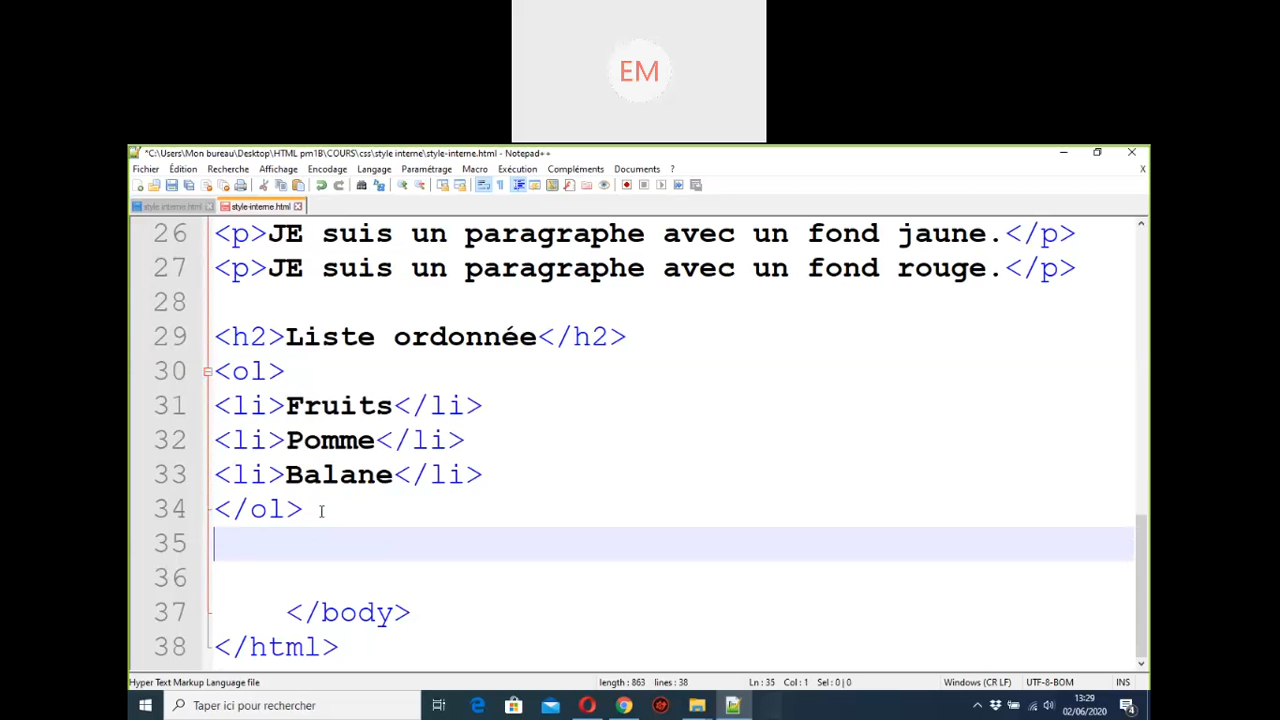 EM
*C:\Users\Mon bureau\Desktop\HTML pm1B\COURS\css\style interne\style-interne.html - Notepad++
Fichier Édition Recherche Affichage Encodage Langage Paramétrage Macro Exécution Compléments Documents ? X
style interne.html style-interne.html
26 <p>JE suis un paragraphe avec un fond jaune.</p>
27 <p>JE suis un paragraphe avec un fond rouge.</p>
28
29 <h2>Liste ordonnée</h2>
30 <ol>
31 <li>Fruits</li>
32 <li>Pomme</li>
33 <li>Balane</li>
34 </ol>
35
36
37 </body>
38 </html>
Hyper Text Markup Language file length : 863 lines : 38 Ln : 35 Col : 1 Sel : 0 | 0 Windows (CR LF) UTF-8-BOM INS
Taper ici pour rechercher
13:29
02/06/2020
4